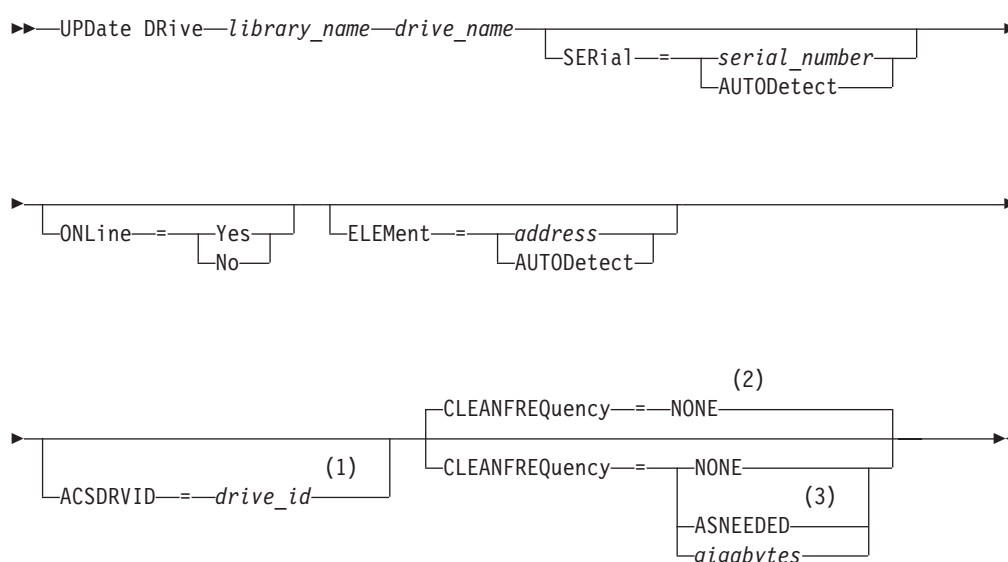 UPDate DRive library_name drive_name
SERial = serial_number
AUTODetect
ONLine = Yes
No
ELEMent = address
AUTODetect
ACSDRVID = drive_id (1)
CLEANFREQuency = NONE (2)
CLEANFREQuency = NONE
ASNEEDED (3)
gigabytes